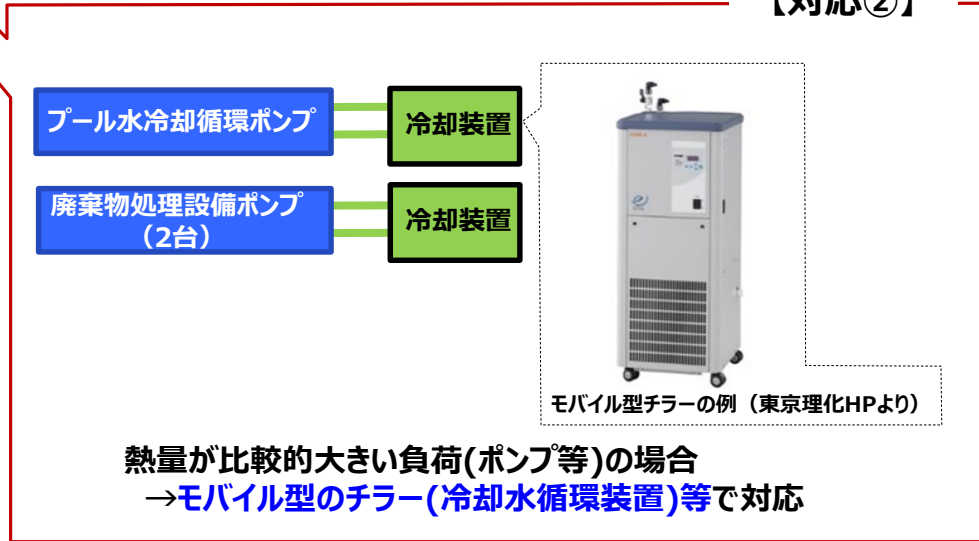 【対応②】
プール水冷却循環ポンプ
冷却装置
廃棄物処理設備ポンプ
（2台）
冷却装置
モバイル型チラーの例（東京理化HPより）
熱量が比較的大きい負荷(ポンプ等)の場合
→モバイル型のチラー(冷却水循環装置)等で対応